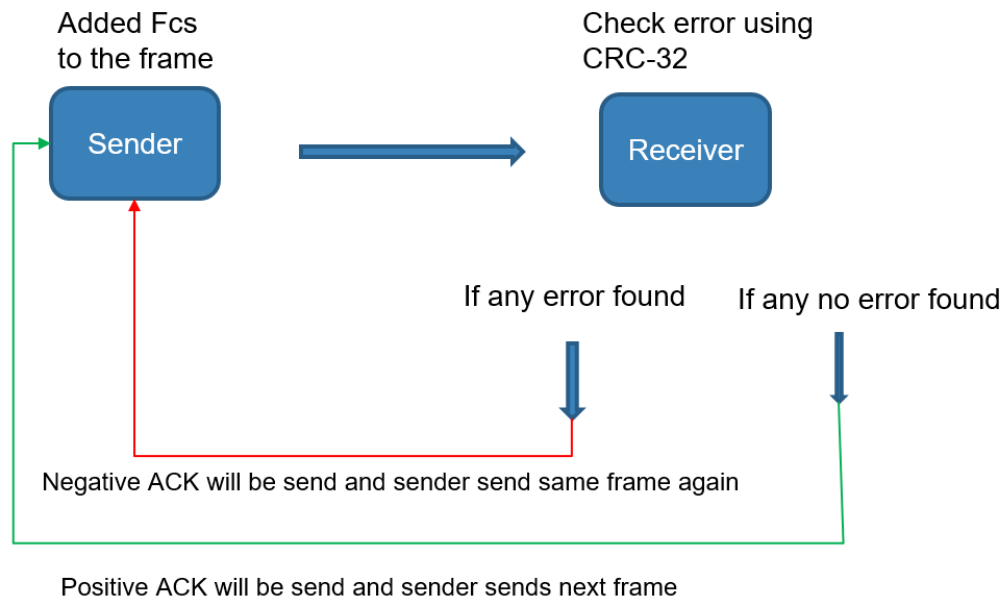 Added Fcs
to the frame
Check error using
CRC-32
Sender
Receiver
If any error found
If any no error found
Negative ACK will be send and sender send same frame again
Positive ACK will be send and sender sends next frame